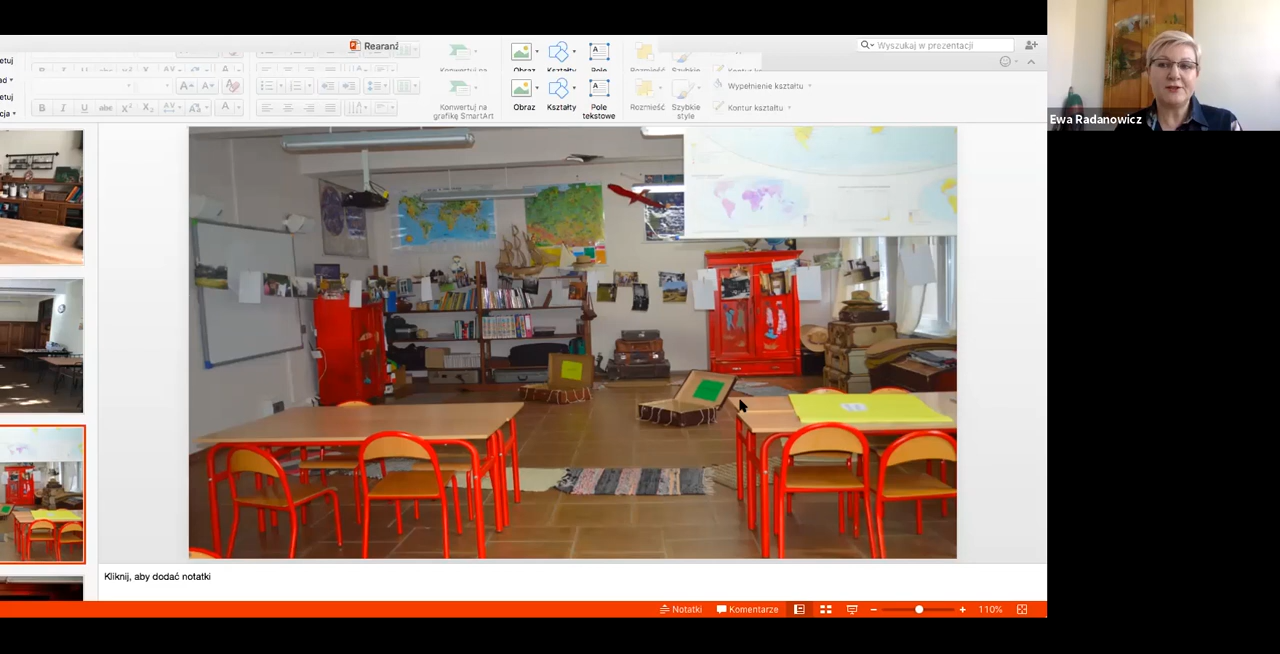 Rearanż
Wyszukaj w prezentacji
Konwertuj na
grafikę SmartArt
Obraz
Kształty
Pole
tekstowe
Rozmieść
Szybkie
style
Wypełnienie kształtu
Kontur kształtu
Ewa Radanowicz
Kliknij, aby dodać notatki
Notatki
Komentarze
110%